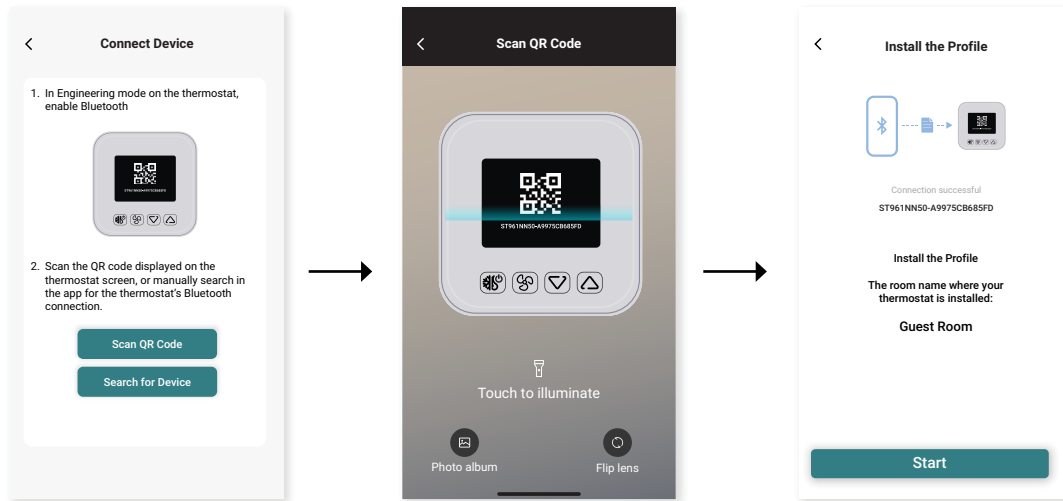 Connect Device
1. In Engineering mode on the thermostat,
enable Bluetooth
ST961NN50-A9975CB685FD
2. Scan the QR code displayed on the
thermostat screen, or manually search in
the app for the thermostat's Bluetooth
connection.
Scan QR Code
Search for Device
Scan QR Code
ST961NN50-A9975CB685FD
Touch to illuminate
Photo album
Flip lens
Install the Profile
Connection successful
ST961NN50-A9975CB685FD
Install the Profile
The room name where your
thermostat is installed:
Guest Room
Start